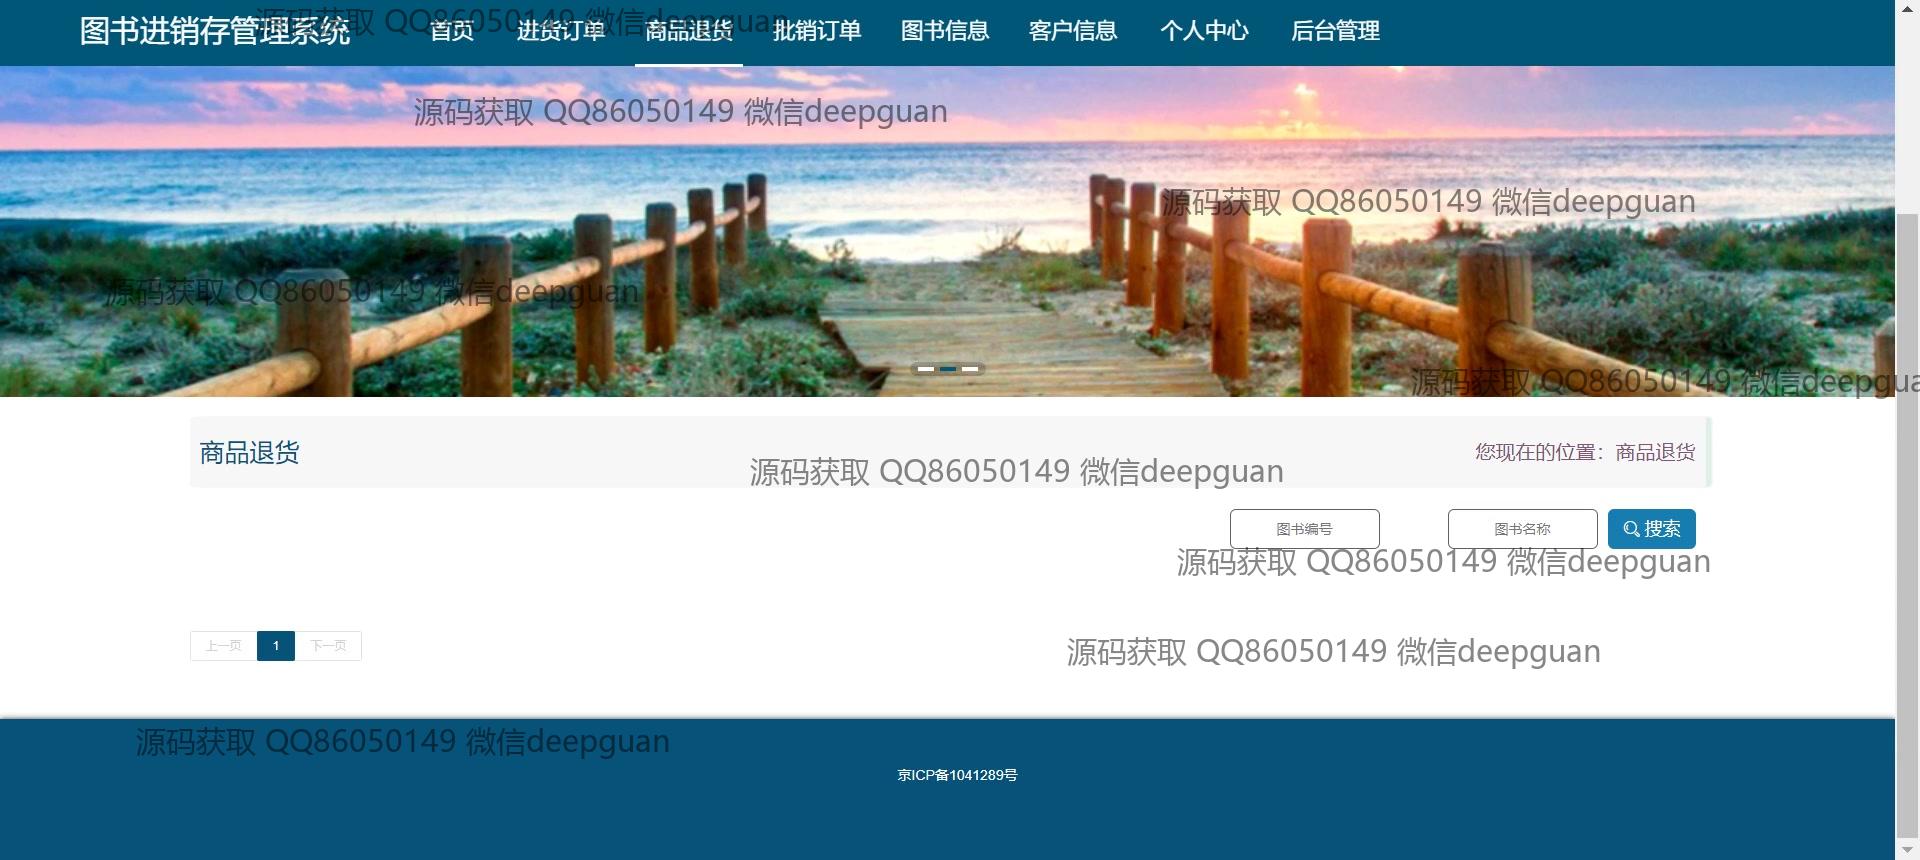 图书进销存管理系统 首页 进货订单 商品退货 批销订单 图书信息 客户信息 个人中心 后台管理
源码获取 QQ86050149 微信deepguan
源码获取 QQ86050149 微信deepguan
源码获取 QQ86050149 微信deepguan
源码获取 QQ86050149 微信deepguan
源码获取 QQ86050149 微信deepgua
商品退货 您现在的位置：商品退货
源码获取 QQ86050149 微信deepguan
图书编号 图书名称 搜索
源码获取 QQ86050149 微信deepguan
上一页 1 下一页
源码获取 QQ86050149 微信deepguan
源码获取 QQ86050149 微信deepguan
京ICP备1041289号